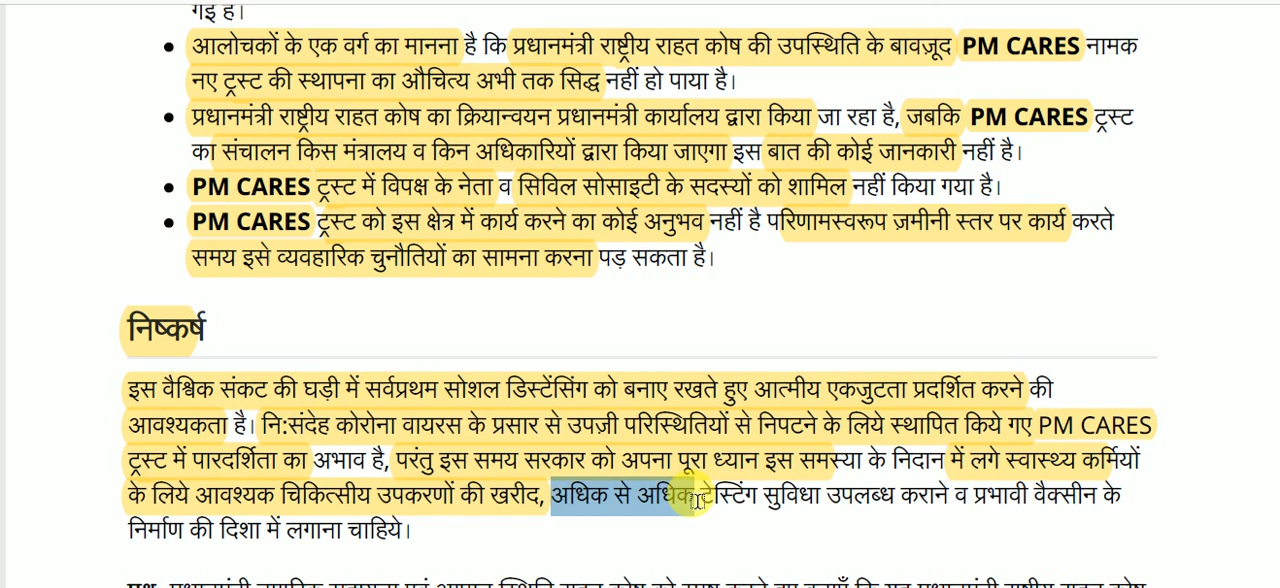 गई है।
आलोचकों के एक वर्ग का मानना है कि प्रधानमंत्री राष्ट्रीय राहत कोष की उपस्थिति के बावज़ूद PM CARES नामक
नए ट्रस्ट की स्थापना का औचित्य अभी तक सिद्ध नहीं हो पाया है।
प्रधानमंत्री राष्ट्रीय राहत कोष का क्रियान्वयन प्रधानमंत्री कार्यालय द्वारा किया जा रहा है, जबकि PM CARES ट्रस्ट
का संचालन किस मंत्रालय व किन अधिकारियों द्वारा किया जाएगा इस बात की कोई जानकारी नहीं है।
PM CARES ट्रस्ट में विपक्ष के नेता व सिविल सोसाइटी के सदस्यों को शामिल नहीं किया गया है।
PM CARES ट्रस्ट को इस क्षेत्र में कार्य करने का कोई अनुभव नहीं है परिणामस्वरूप ज़मीनी स्तर पर कार्य करते
समय इसे व्यवहारिक चुनौतियों का सामना करना पड़ सकता है।
निष्कर्ष
इस वैश्विक संकट की घड़ी में सर्वप्रथम सोशल डिस्टेंसिंग को बनाए रखते हुए आत्मीय एकजुटता प्रदर्शित करने की
आवश्यकता है। नि:संदेह कोरोना वायरस के प्रसार से उपज़ी परिस्थितियों से निपटने के लिये स्थापित किये गए PM CARES
ट्रस्ट में पारदर्शिता का अभाव है, परंतु इस समय सरकार को अपना पूरा ध्यान इस समस्या के निदान में लगे स्वास्थ्य कर्मियों
के लिये आवश्यक चिकित्सीय उपकरणों की खरीद, अधिक से अधिक टेस्टिंग सुविधा उपलब्ध कराने व प्रभावी वैक्सीन के
निर्माण की दिशा में लगाना चाहिये।